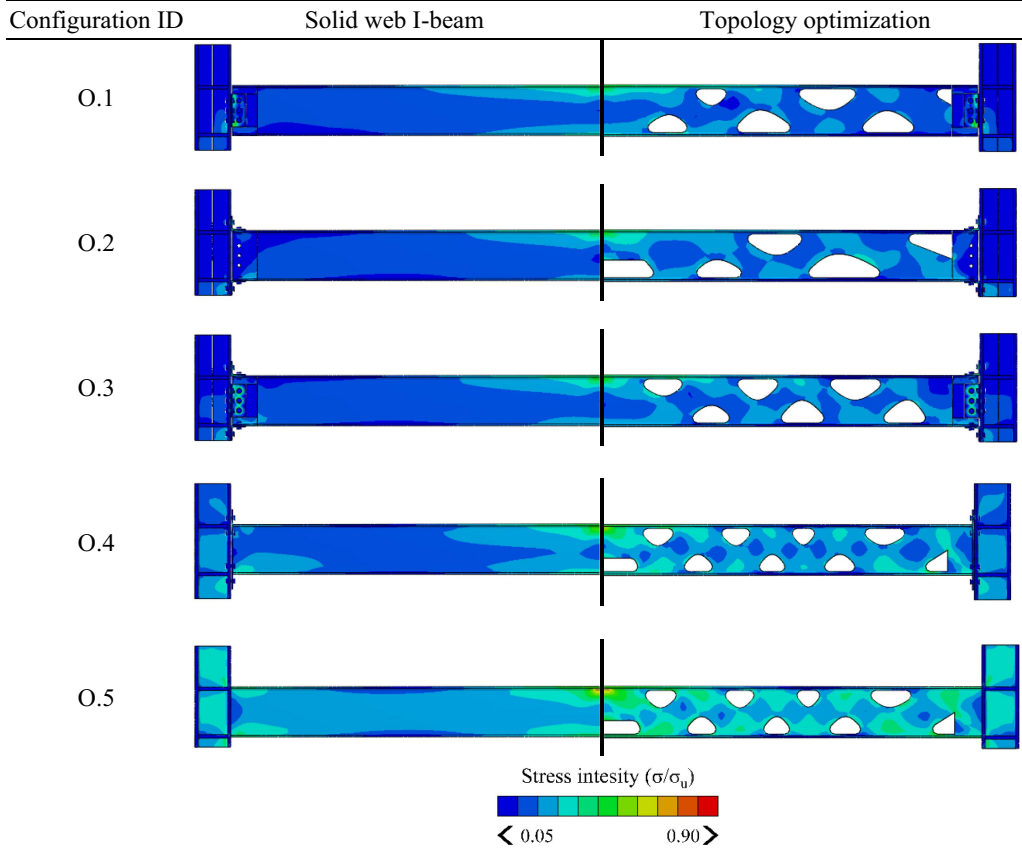 Configuration ID Solid web I-beam Topology optimization
O.1
O.2
O.3
O.4
O.5
Stress intesity (σ/σu)
< 0.05 0.90 >